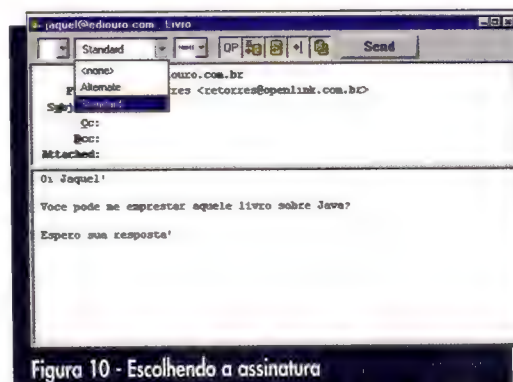 jaquel@ediouro.com Livro
Standard QP Send
<none>
Alternate
Standard
ouro.com.br
res <retorres@openlink.com.br>
Cc:
Bcc:
Attached:
Oi Jaquel!
Voce pode me emprestar aquele livro sobre Java?
Espero sua resposta!
Figura 10 - Escolhendo a assinatura